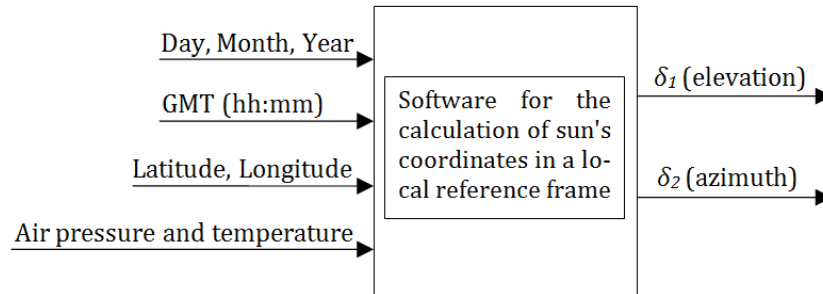 Day, Month, Year
GMT (hh:mm)
Latitude, Longitude
Air pressure and temperature
Software for the
calculation of sun's
coordinates in a lo-
cal reference frame
δ1 (elevation)
δ2 (azimuth)